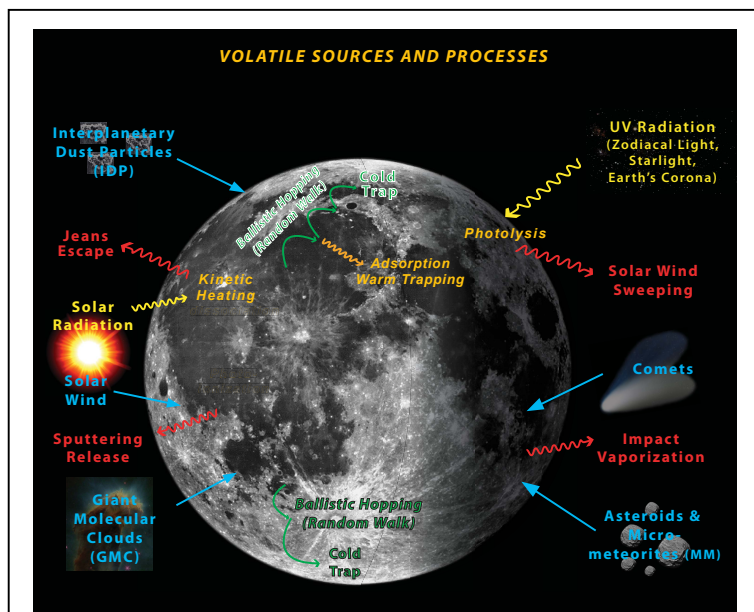 VOLATILE SOURCES AND PROCESSES
Interplanetary
Dust Particles
(IDP)
Ballistic Hopping
(Random Walk)
Cold
Trap
UV Radiation
(Zodiacal Light,
Starlight,
Earth's Corona)
Jeans
Escape
Kinetic
Heating
Adsorption
Warm Trapping
Photolysis
Solar Wind
Sweeping
Solar
Radiation
Solar
Wind
Comets
Sputtering
Release
Impact
Vaporization
Giant
Molecular
Clouds
(GMC)
Ballistic Hopping
(Random Walk)
Cold
Trap
Asteroids &
Micro-
meteorites (MM)